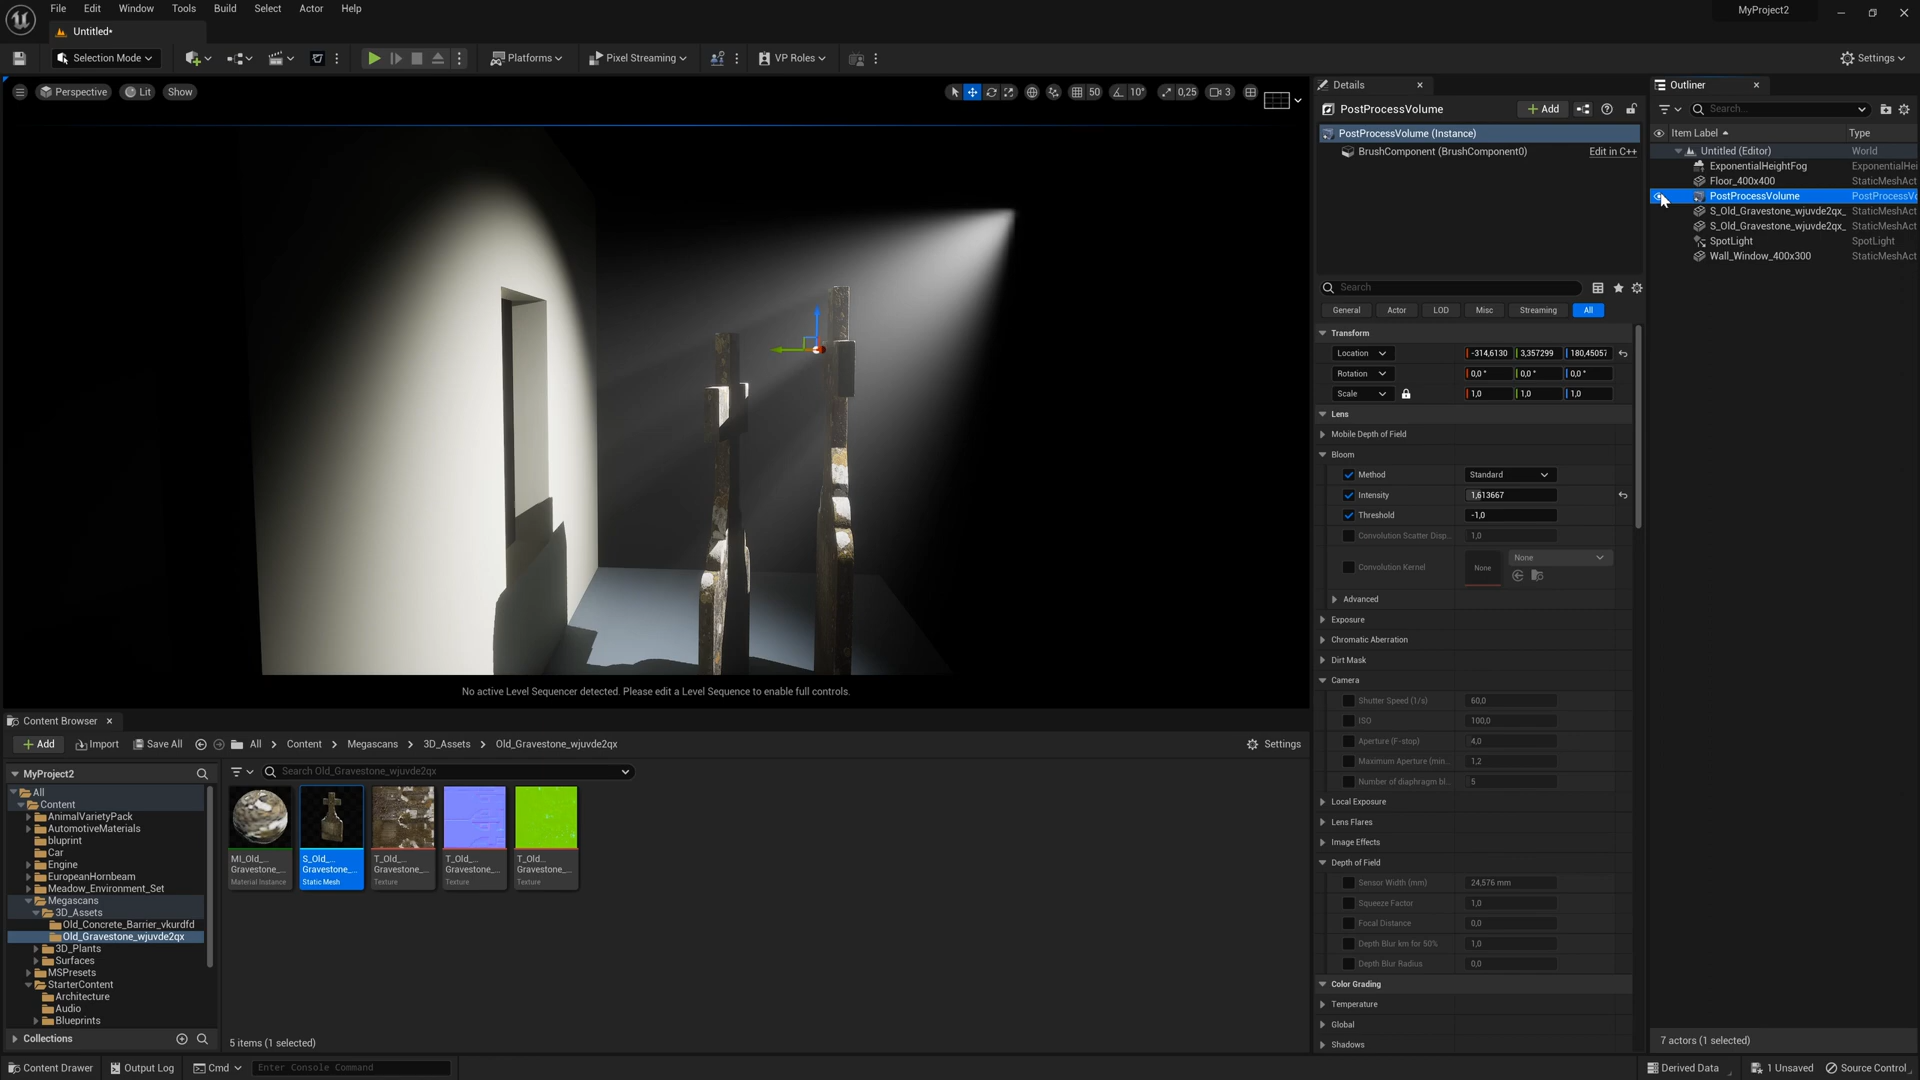 File Edit Window Tools Build Select Actor Help
MyProject2
Untitled*
Selection Mode
Platforms
Pixel Streaming
VP Roles
Settings
Perspective
Lit
Show
50
10°
0,25
3
No active Level Sequencer detected. Please edit a Level Sequence to enable full controls.
Details
PostProcessVolume
Add
PostProcessVolume (Instance)
BrushComponent (BrushComponent0)
Edit in C++
Search
General Actor LOD Misc Streaming All
Transform
Location -314,6130 3,357299 180,45057
Rotation 0,0 ° 0,0 ° 0,0 °
Scale 1,0 1,0 1,0
Lens
Mobile Depth of Field
Bloom
Method Standard
Intensity 1,613667
Threshold -1,0
Convolution Scatter Disp... 1,0
Convolution Kernel None None
Advanced
Exposure
Chromatic Aberration
Dirt Mask
Camera
Shutter Speed (1/s) 60,0
ISO 100,0
Aperture (F-stop) 4,0
Maximum Aperture (min... 1,2
Number of diaphragm bl... 5
Local Exposure
Lens Flares
Image Effects
Depth of Field
Sensor Width (mm) 24,576 mm
Squeeze Factor 1,0
Focal Distance 0,0
Depth Blur km for 50% 1,0
Depth Blur Radius 0,0
Color Grading
Temperature
Global
Shadows
Outliner
Search...
Item Label Type
Untitled (Editor) World
ExponentialHeightFog ExponentialHei
Floor_400x400 StaticMeshAct
PostProcessVolume PostProcessVo
S_Old_Gravestone_wjuvde2qx_ StaticMeshAct
S_Old_Gravestone_wjuvde2qx_ StaticMeshAct
SpotLight SpotLight
Wall_Window_400x300 StaticMeshAct
7 actors (1 selected)
Content Browser
Add Import Save All All Content Megascans 3D_Assets Old_Gravestone_wjuvde2qx Settings
MyProject2
All
Content
AnimalVarietyPack
AutomotiveMaterials
bluprint
Car
Engine
EuropeanHornbeam
Meadow_Environment_Set
Megascans
3D_Assets
Old_Concrete_Barrier_vkurdfd
Old_Gravestone_wjuvde2qx
3D_Plants
Surfaces
MSPresets
StarterContent
Architecture
Audio
Blueprints
Collections
Search Old_Gravestone_wjuvde2qx
MI_Old_...
Gravestone_...
Material Instance
S_Old_...
Gravestone_...
Static Mesh
T_Old_...
Gravestone_...
Texture
T_Old_...
Gravestone_...
Texture
T_Old...
Gravestone_...
Texture
5 items (1 selected)
Content Drawer
Output Log
Cmd
Enter Console Command
Derived Data
1 Unsaved
Source Control